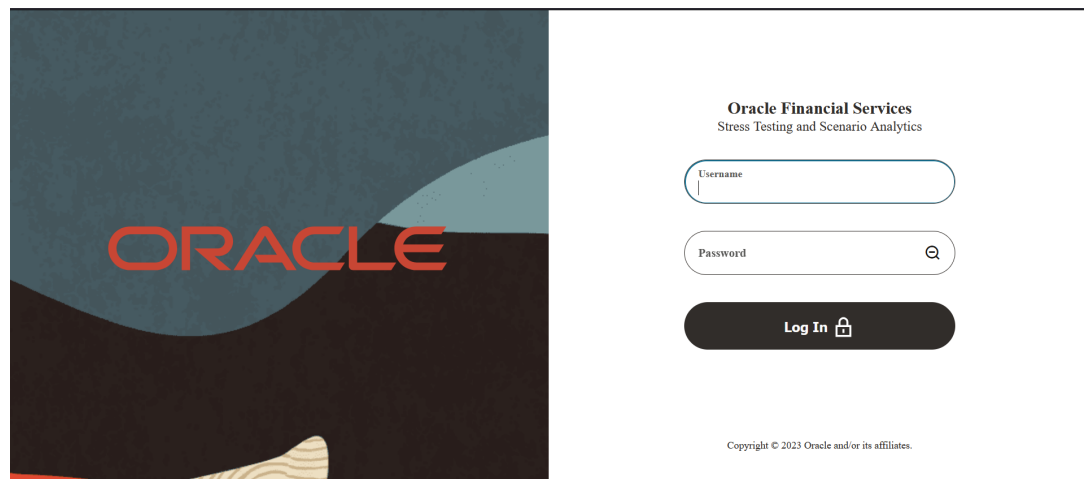 ORACLE
Oracle Financial Services
Stress Testing and Scenario Analytics
Username
Password
Log In
Copyright © 2023 Oracle and/or its affiliates.